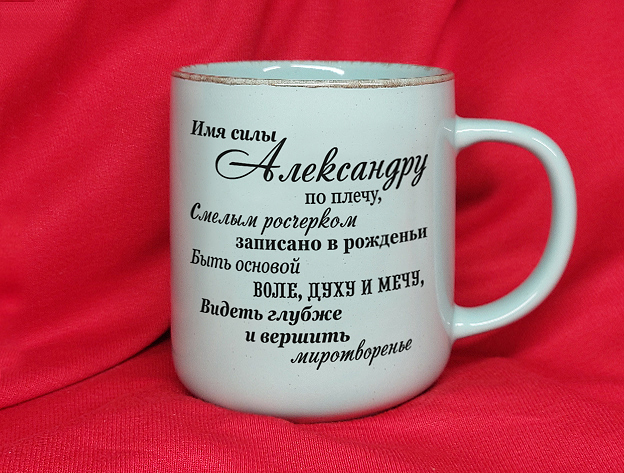 Имя силы
Александру
по плечу,
Смелым росчерком
записано в рожденьи
Быть основой
ВОЛЕ, ДУХУ И МЕЧУ,
Видеть глубже
и вершить
миротворенье